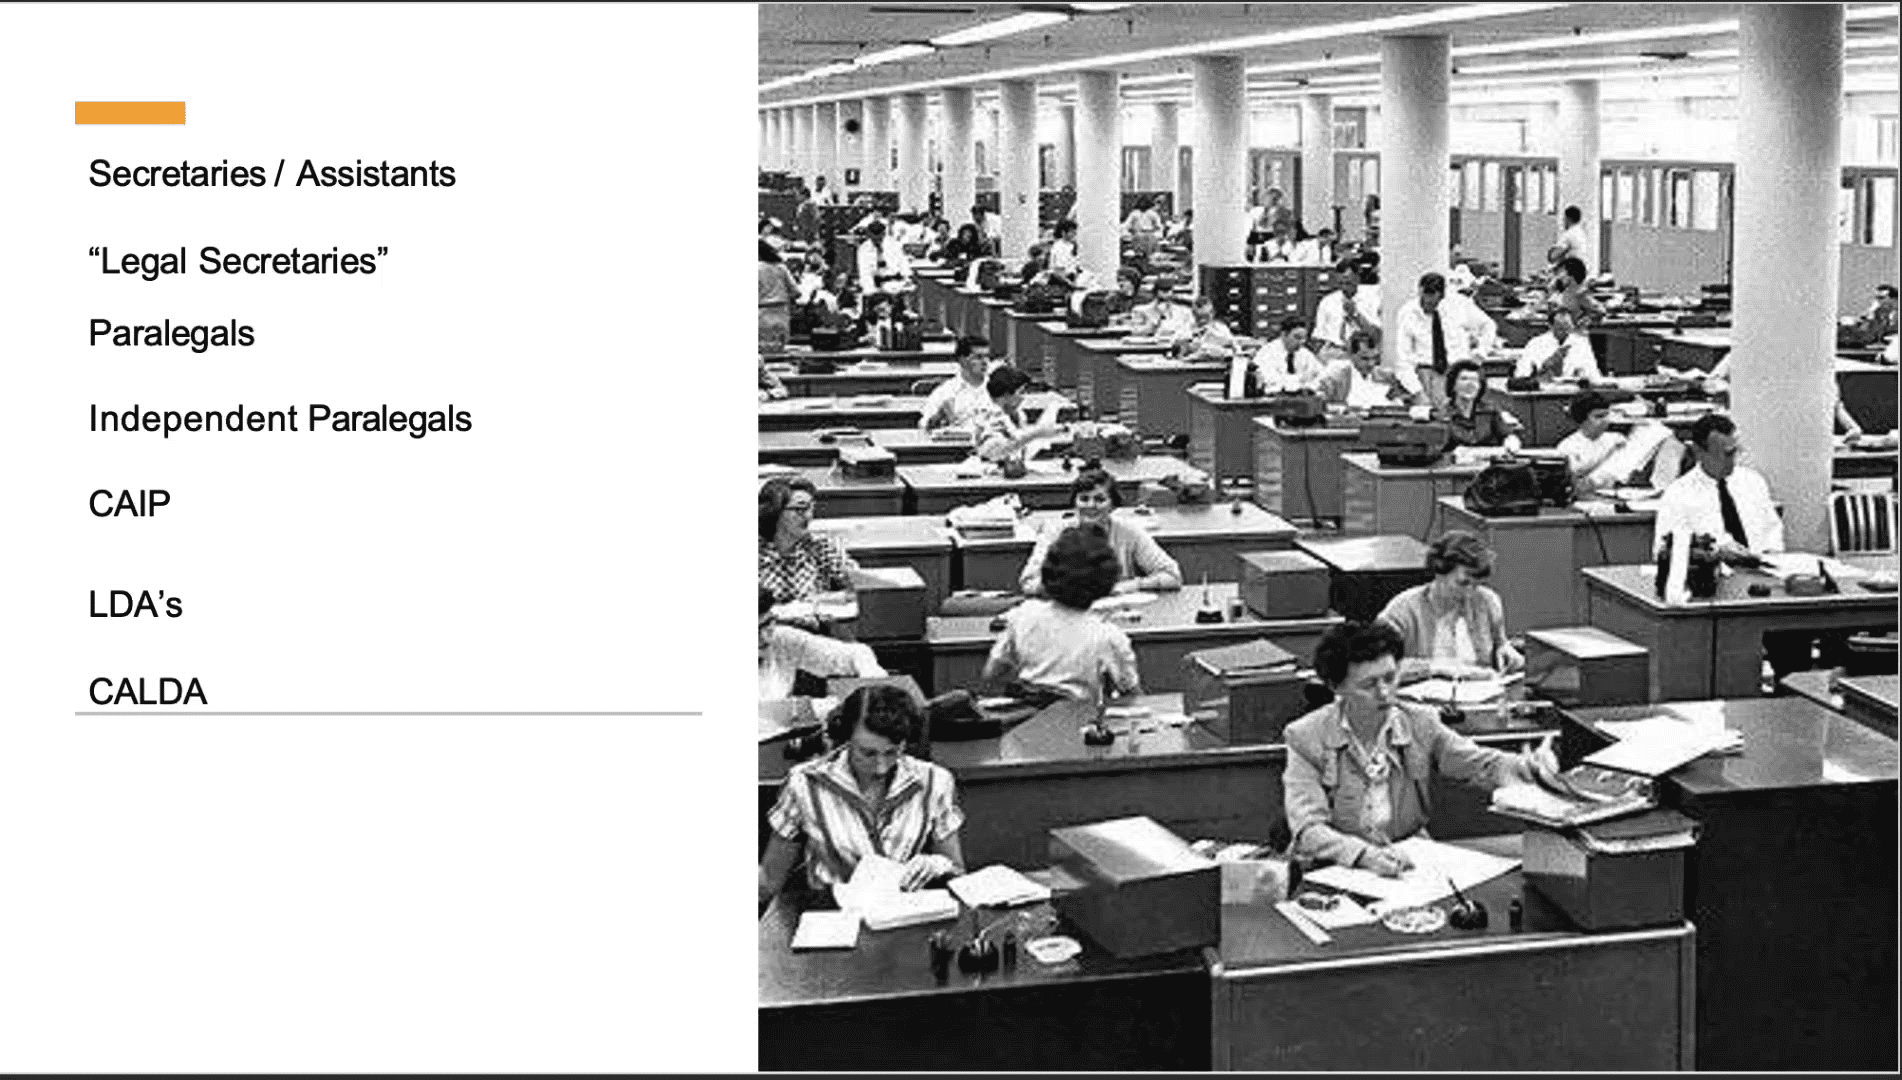 Secretaries / Assistants
“Legal Secretaries”
Paralegals
Independent Paralegals
CAIP
LDA’s
CALDA